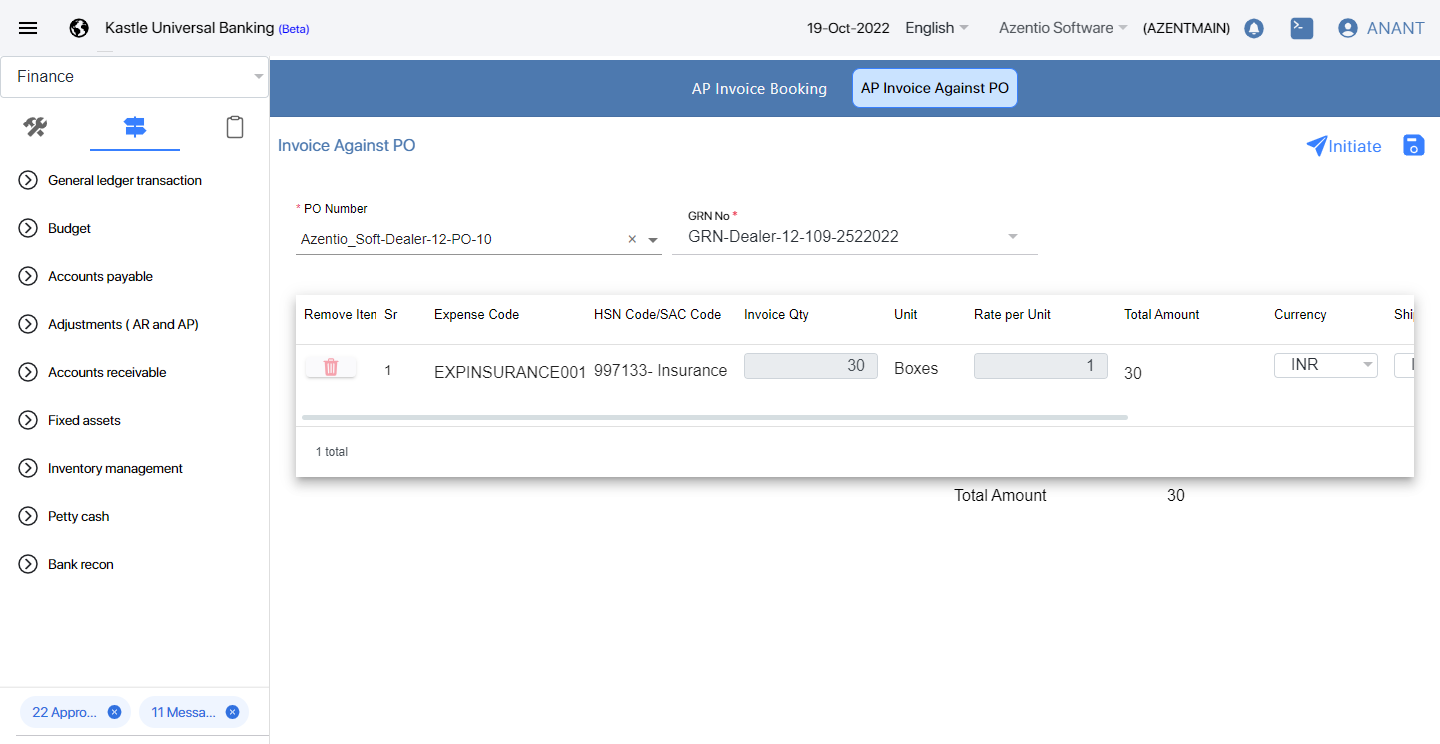 Kastle Universal Banking (Beta)
19-Oct-2022 English Azentio Software (AZENTMAIN) ANANT
Finance
AP Invoice Booking AP Invoice Against PO
Invoice Against PO
Initiate
General ledger transaction
Budget
Accounts payable
Adjustments ( AR and AP)
Accounts receivable
Fixed assets
Inventory management
Petty cash
Bank recon
* PO Number
Azentio_Soft-Dealer-12-PO-10 ×
GRN No *
GRN-Dealer-12-109-2522022
Remove Iten Sr Expense Code HSN Code/SAC Code Invoice Qty Unit Rate per Unit Total Amount Currency Shi
1 EXPINSURANCE001 997133- Insurance 30 Boxes 1 30 INR
1 total
Total Amount 30
22 Appro... 11 Messa...